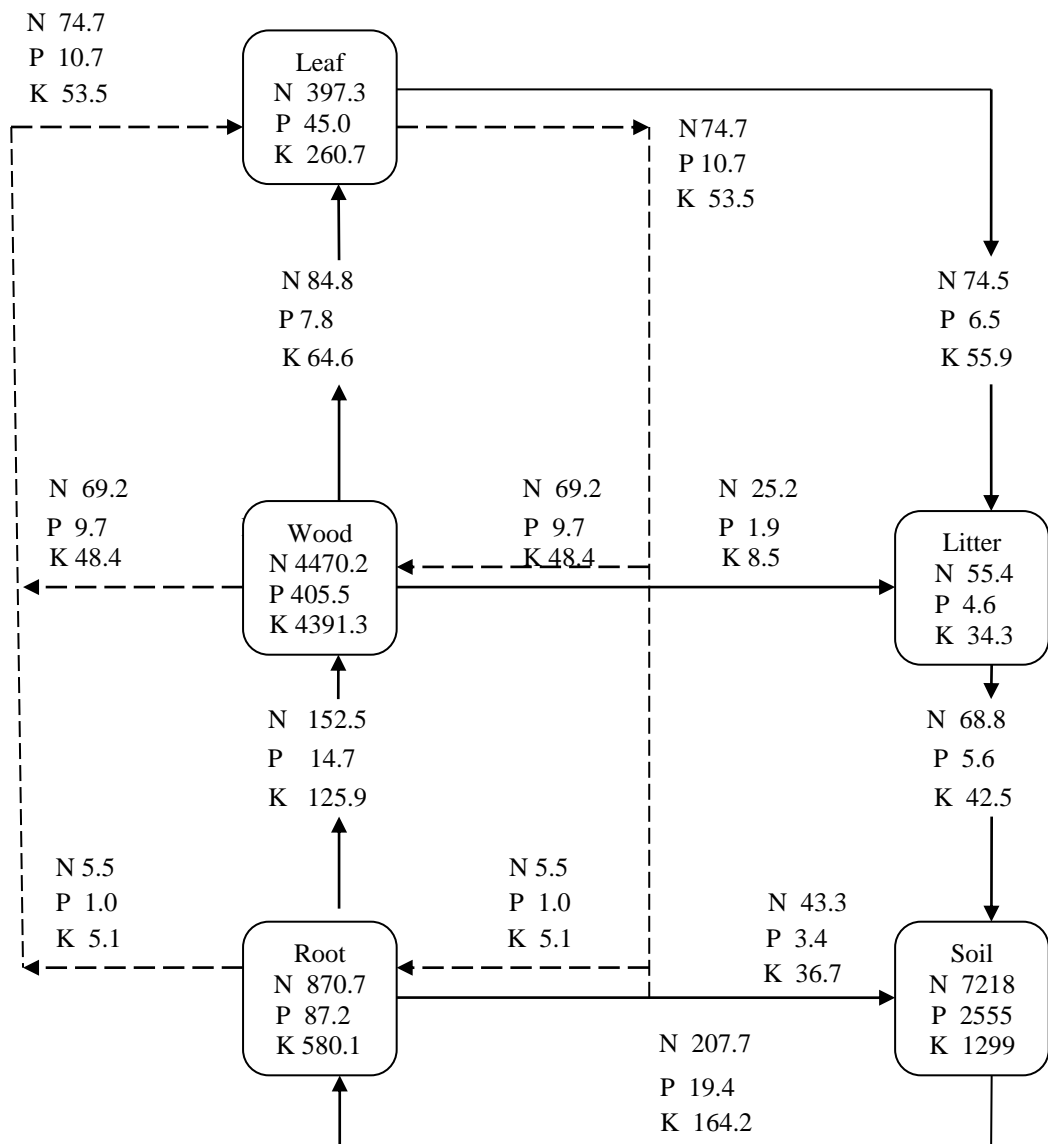 N 74.7
P 10.7
K 53.5
Leaf
N 397.3
P 45.0
K 260.7
N 74.7
P 10.7
K 53.5
N 84.8
P 7.8
K 64.6
N 74.5
P 6.5
K 55.9
N 69.2
P 9.7
K 48.4
Wood
N 4470.2
P 405.5
K 4391.3
N 69.2
P 9.7
K 48.4
N 25.2
P 1.9
K 8.5
Litter
N 55.4
P 4.6
K 34.3
N 152.5
P 14.7
K 125.9
N 68.8
P 5.6
K 42.5
N 5.5
P 1.0
K 5.1
Root
N 870.7
P 87.2
K 580.1
N 5.5
P 1.0
K 5.1
N 43.3
P 3.4
K 36.7
Soil
N 7218
P 2555
K 1299
N 207.7
P 19.4
K 164.2